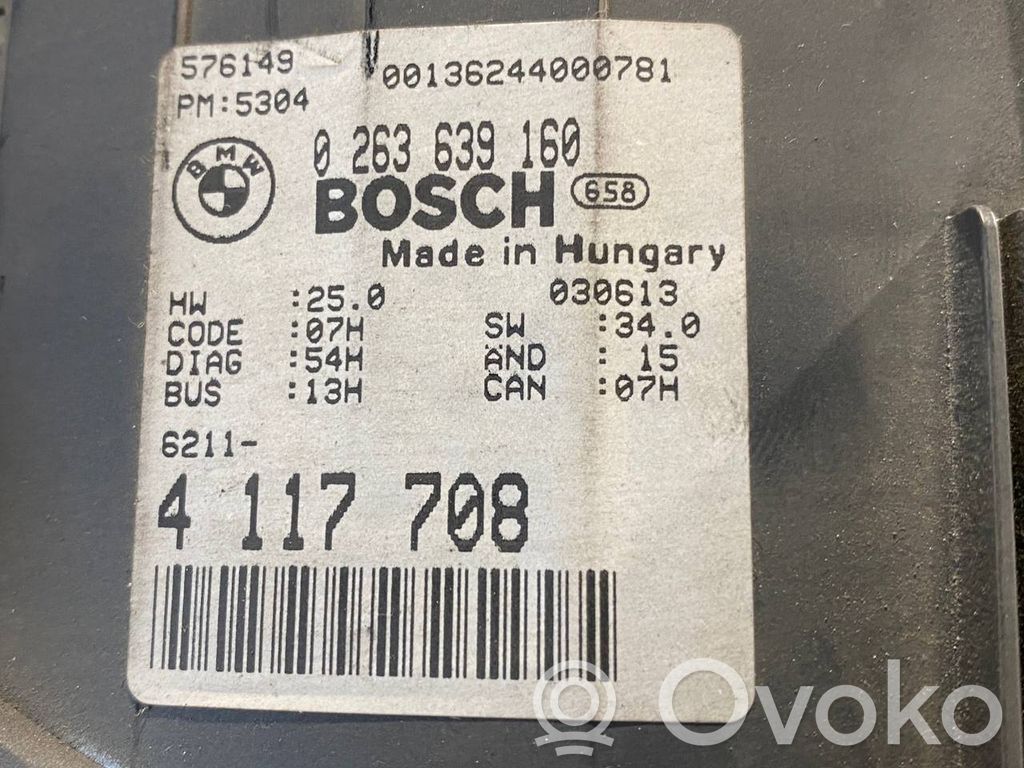 576149
00136244000781
PM:5304
0 263 639 160
BMW
BOSCH 658
Made in Hungary
HW :25.0 030613
CODE :07H SW :34.0
DIAG :54H ÄND : 15
BUS :13H CAN :07H
6211-
4 117 708
Ovoko